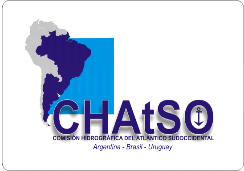 CHAtSO
COMISIÓN HIDROGRÁFICA DEL ATLÁNTICO SUDOCCIDENTAL
Argentina - Brasil - Uruguay